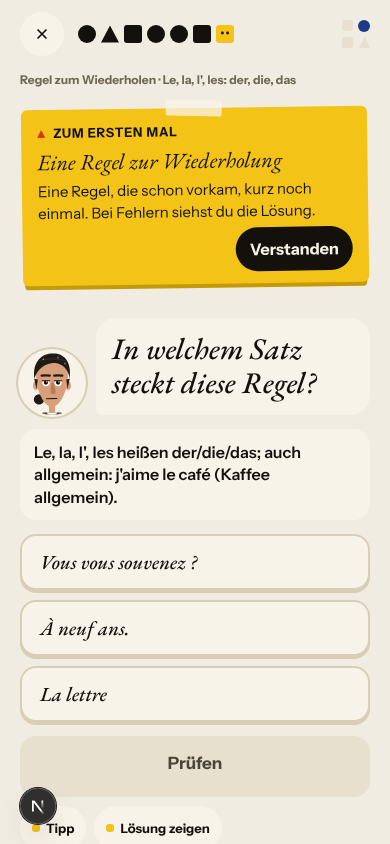 ×
Regel zum Wiederholen · Le, la, l', les: der, die, das
ZUM ERSTEN MAL
Eine Regel zur Wiederholung
Eine Regel, die schon vorkam, kurz noch
einmal. Bei Fehlern siehst du die Lösung.
Verstanden
In welchem Satz
steckt diese Regel?
Le, la, l', les heißen der/die/das; auch
allgemein: j'aime le café (Kaffee
allgemein).
Vous vous souvenez ?
À neuf ans.
La lettre
Prüfen
N
Tipp
Lösung zeigen